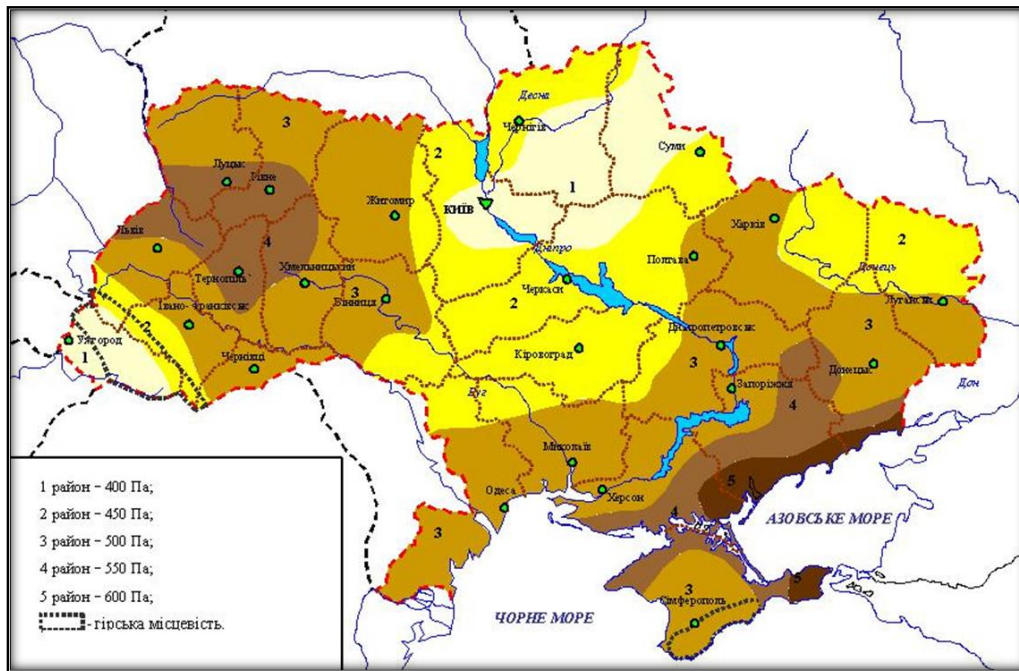 Десна
Чернігів
3
2
Суми
Луцьк
Рівне
1
КИЇВ
Житомир
Харків
Львів
4
Дніпро
2
Полтава
Донець
Тернопіль
Хмельницький
Черкаси
3
Вінниця
2
Луганськ
Івано-Франківськ
Дніпропетровськ
3
Ужгород
1
Кіровоград
3
Чернівці
Донецьк
Запоріжжя
Дон
Буг
4
Миколаїв
5
Одеса
Херсон
4
АЗОВСЬКЕ МОРЕ
3
5
3
Сімферополь
ЧОРНЕ МОРЕ
1 район – 400 Па;
2 район – 450 Па;
3 район – 500 Па;
4 район – 550 Па;
5 район – 600 Па;
- гірська місцевість.